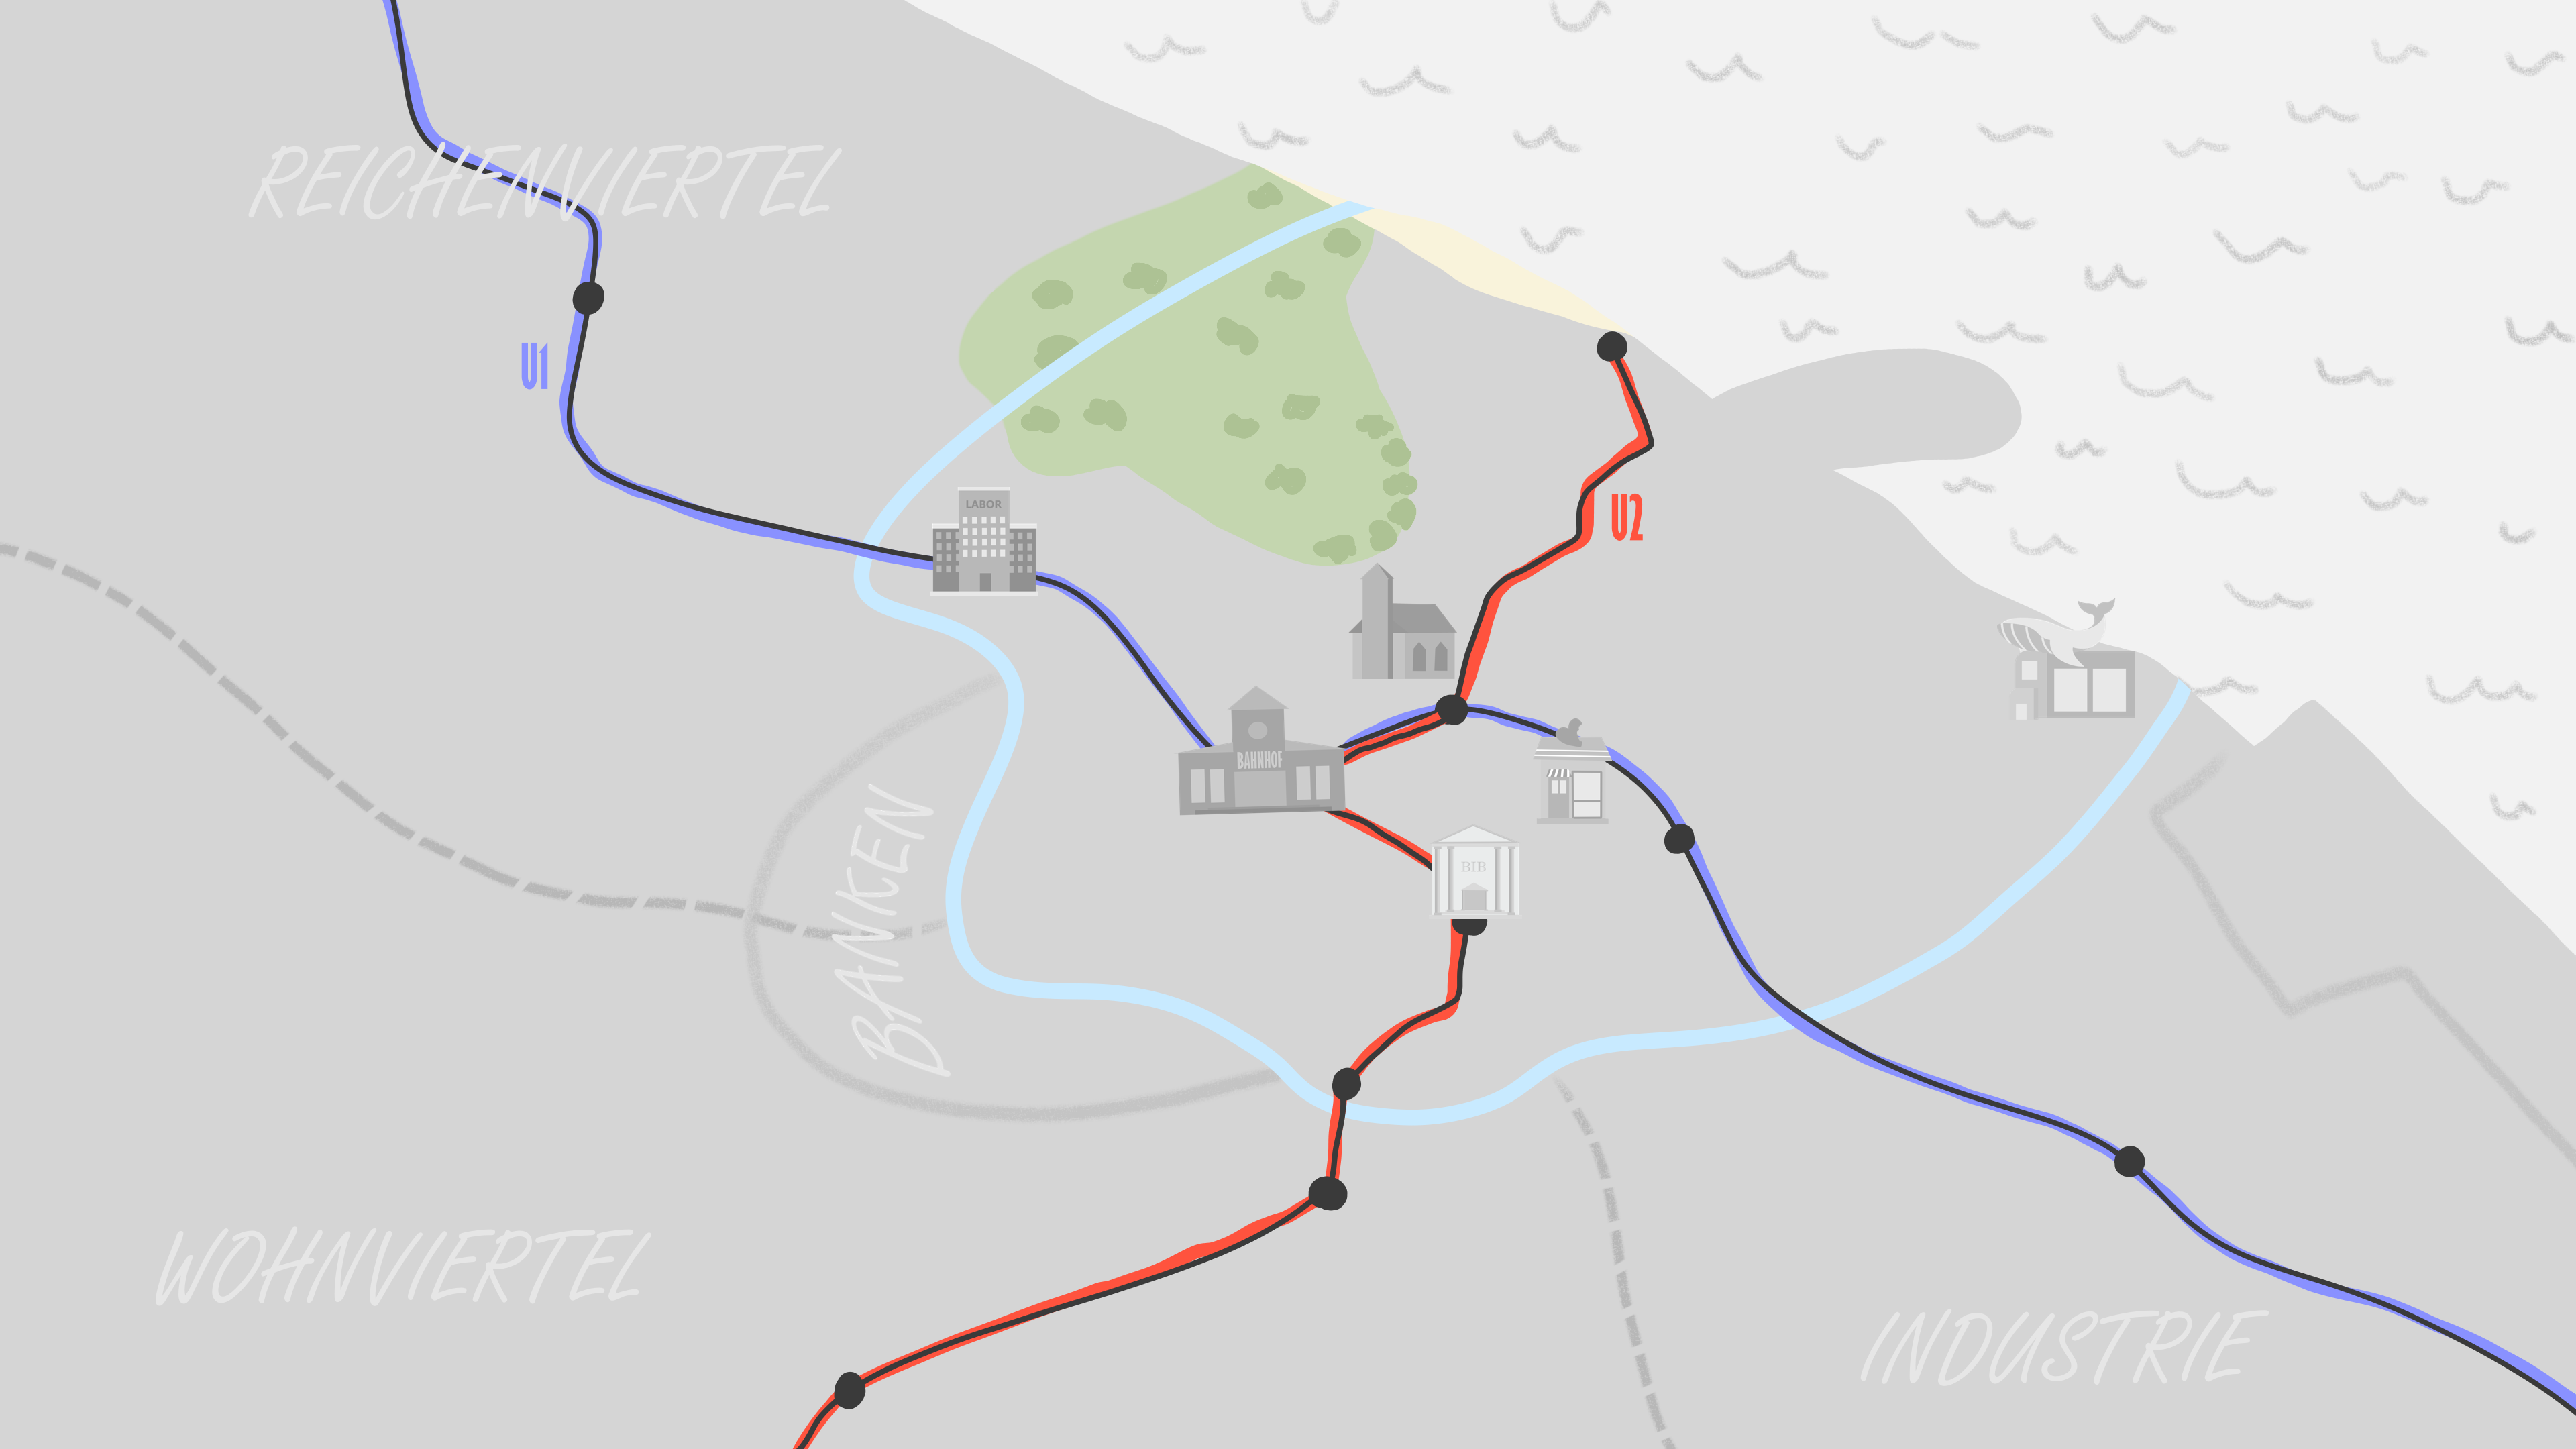 REICHENVIERTEL
U1
LABOR
U2
BAHNHOF
BIB
BANKEN
WOHNVIERTEL
INDUSTRIE